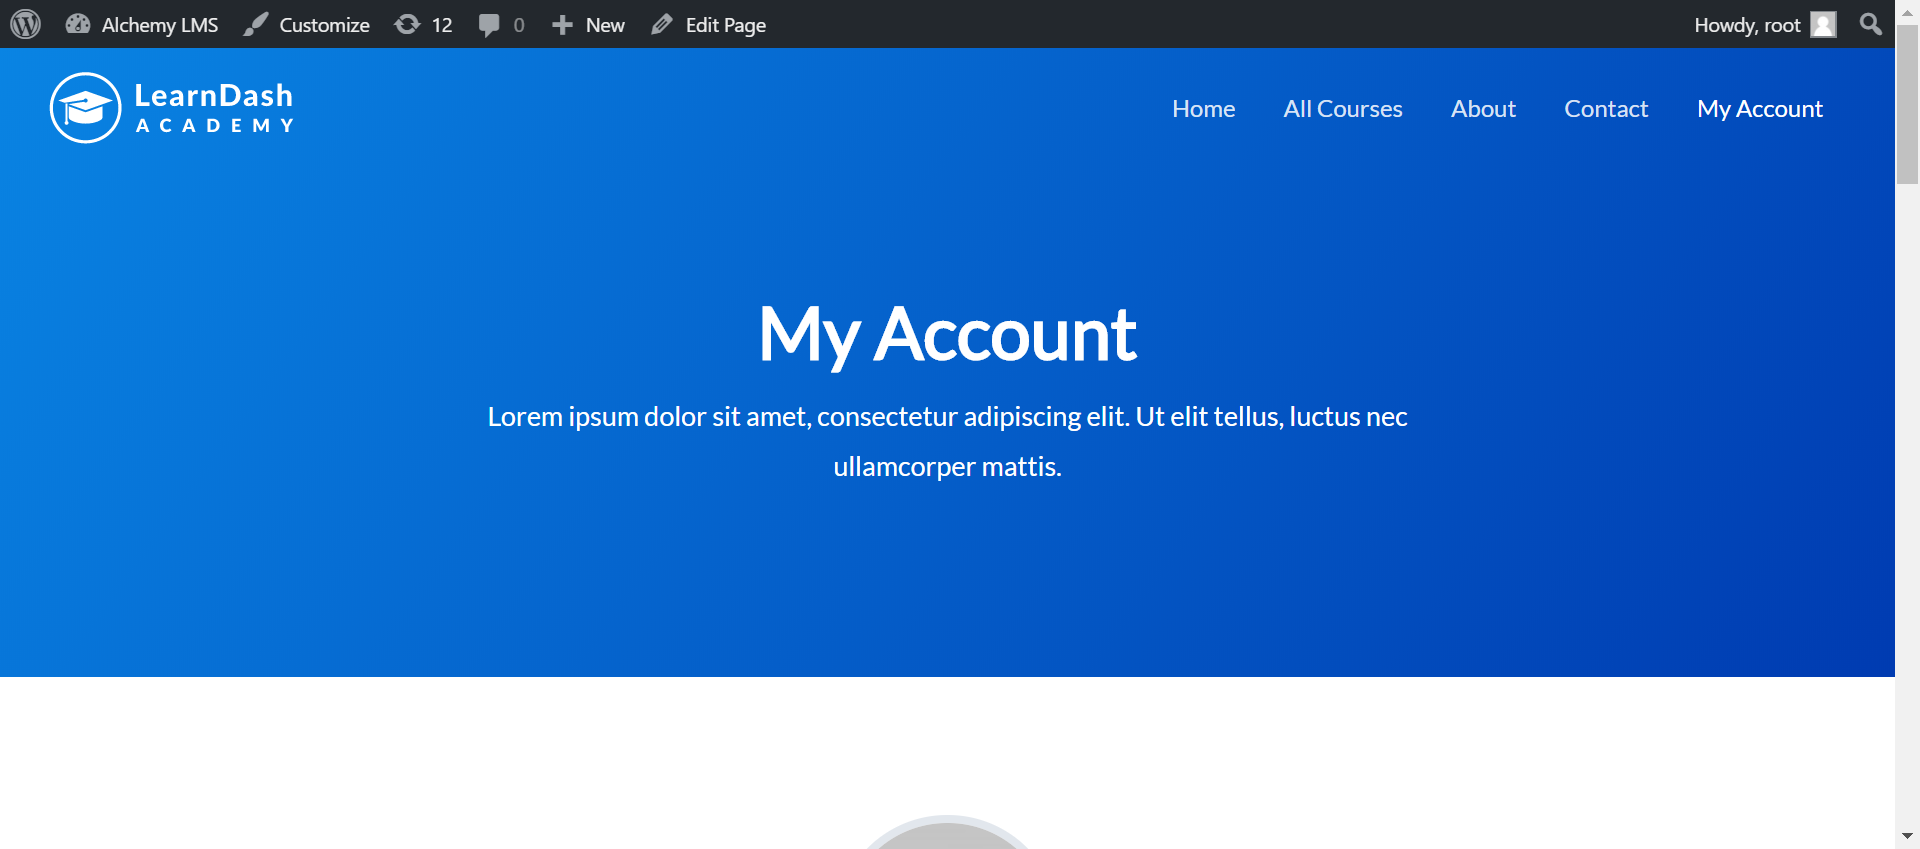 Alchemy LMS Customize 12 0 New Edit Page Howdy, root
LearnDash
ACADEMY
Home All Courses About Contact My Account
My Account
Lorem ipsum dolor sit amet, consectetur adipiscing elit. Ut elit tellus, luctus nec
ullamcorper mattis.